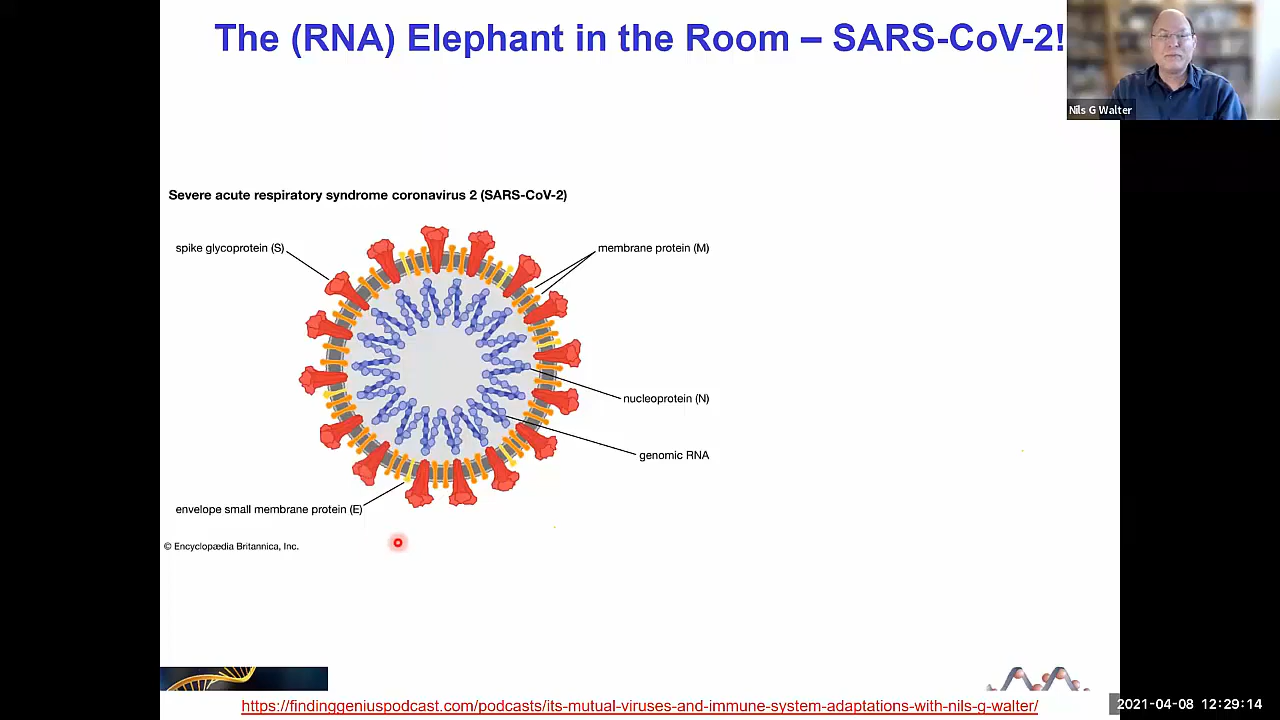 The (RNA) Elephant in the Room – SARS-CoV-2!
Nils G Walter
Severe acute respiratory syndrome coronavirus 2 (SARS-CoV-2)
spike glycoprotein (S)
membrane protein (M)
nucleoprotein (N)
genomic RNA
envelope small membrane protein (E)
© Encyclopædia Britannica, Inc.
https://findinggeniuspodcast.com/podcasts/its-mutual-viruses-and-immune-system-adaptations-with-nils-g-walter/
2021-04-08 12:29:14